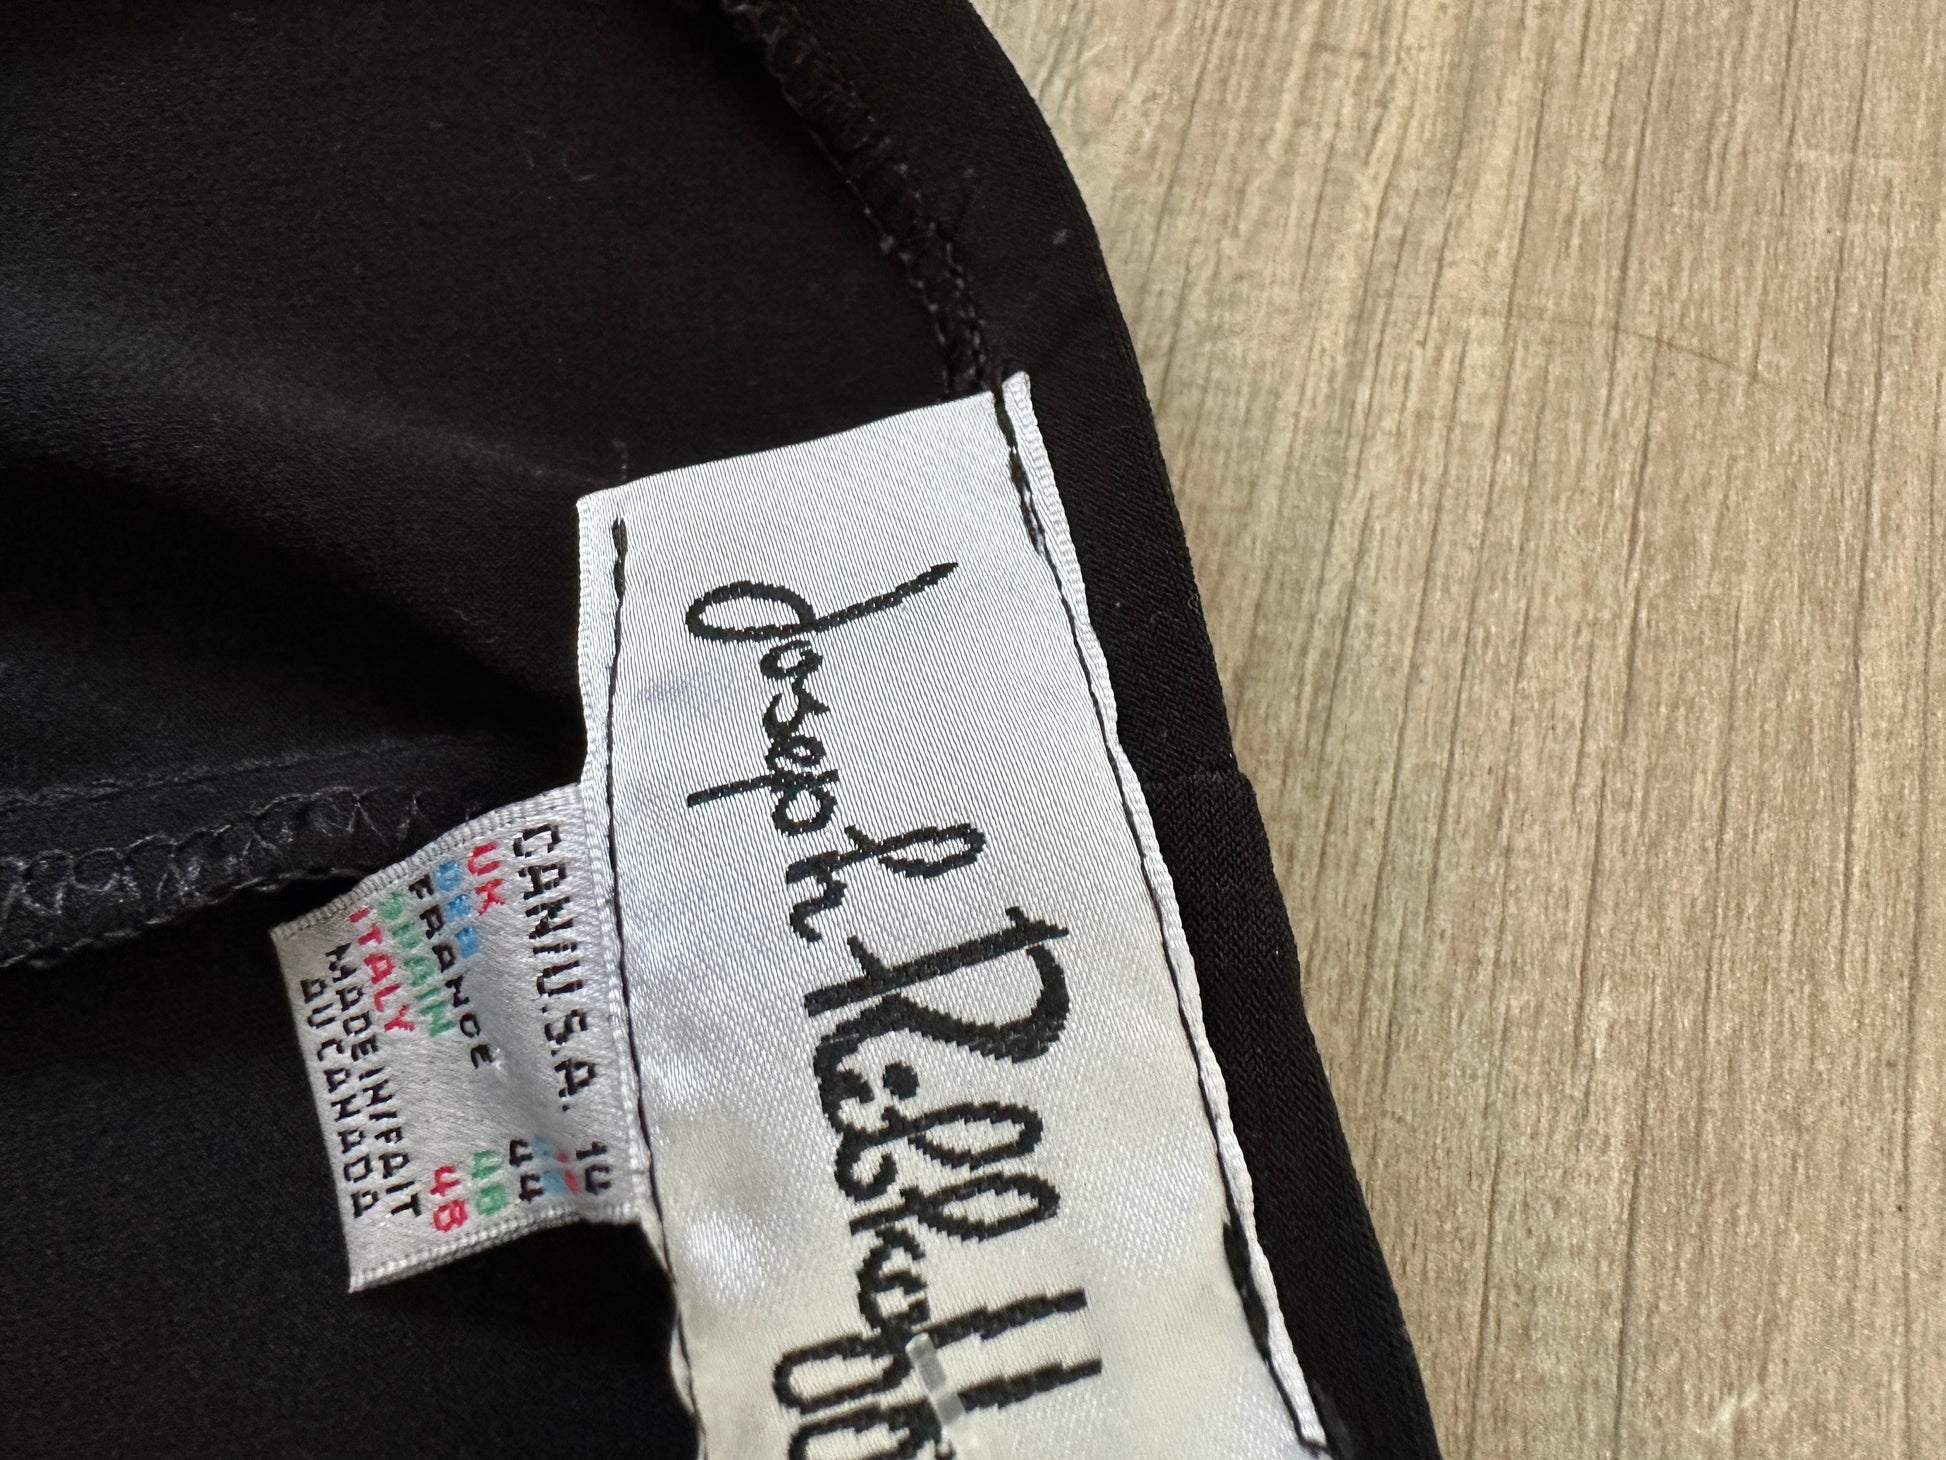 Joseph Ribkoff
CAN/U.S.A. 14
UK
FRANCE 44
SPAIN 46
ITALY 48
MADE IN/FAIT
AU CANADA